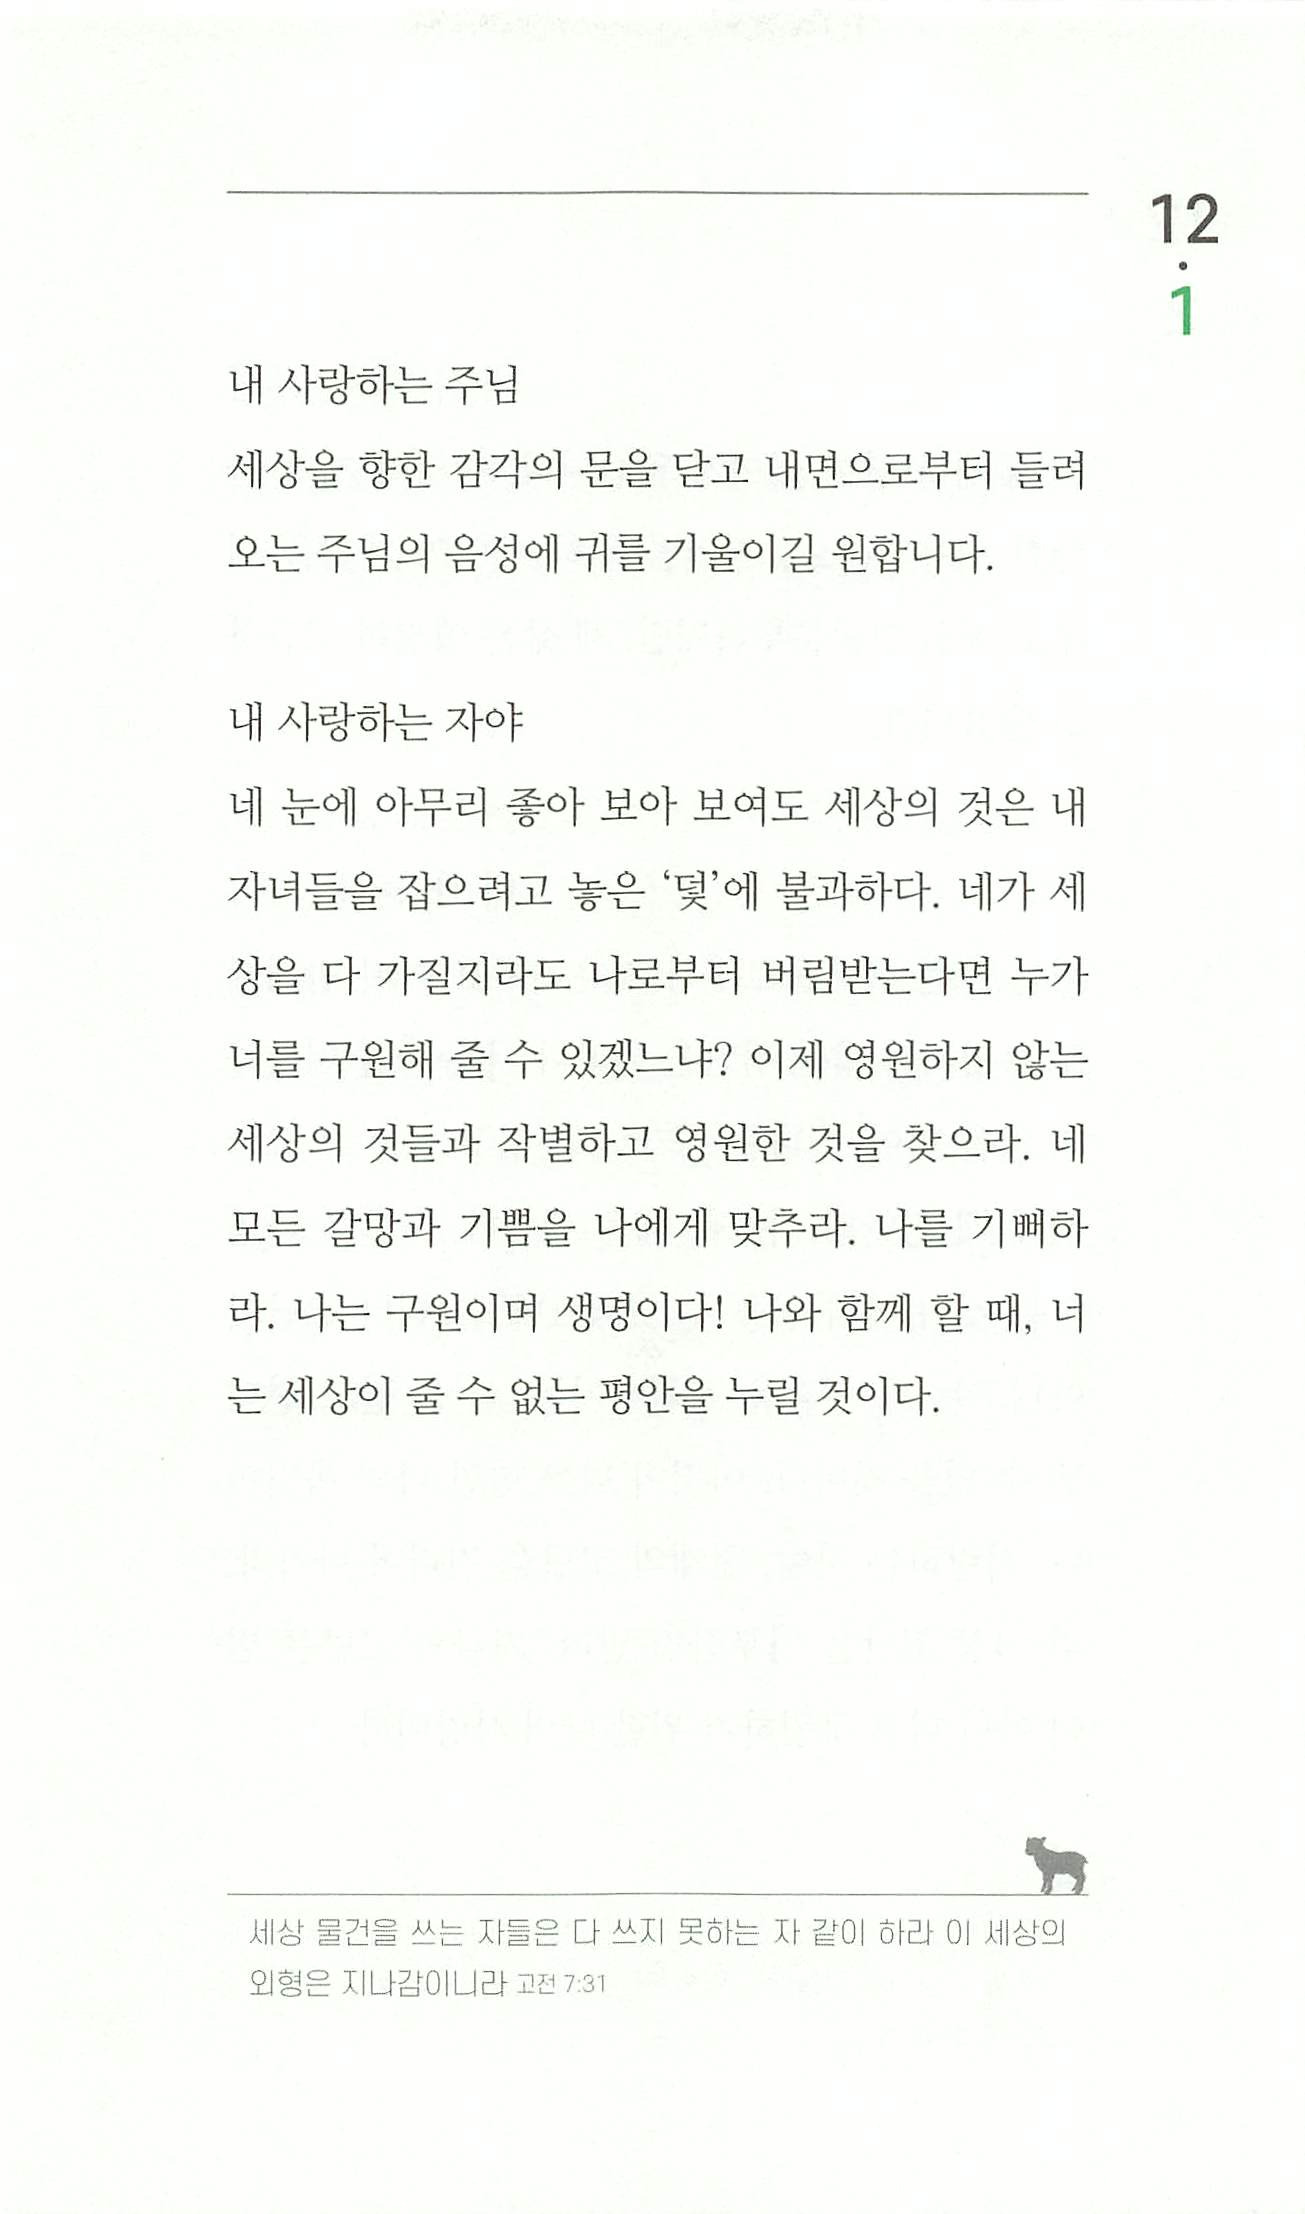 12
·
1
내 사랑하는 주님
세상을 향한 감각의 문을 닫고 내면으로부터 들려
오는 주님의 음성에 귀를 기울이길 원합니다.
내 사랑하는 자야
네 눈에 아무리 좋아 보아 보여도 세상의 것은 내
자녀들을 잡으려고 놓은 ‘덫’에 불과하다. 네가 세
상을 다 가질지라도 나로부터 버림받는다면 누가
너를 구원해 줄 수 있겠느냐? 이제 영원하지 않는
세상의 것들과 작별하고 영원한 것을 찾으라. 네
모든 갈망과 기쁨을 나에게 맞추라. 나를 기뻐하
라. 나는 구원이며 생명이다! 나와 함께 할 때, 너
는 세상이 줄 수 없는 평안을 누릴 것이다.
세상 물건을 쓰는 자들은 다 쓰지 못하는 자 같이 하라 이 세상의
외형은 지나감이니라 고전 7:31